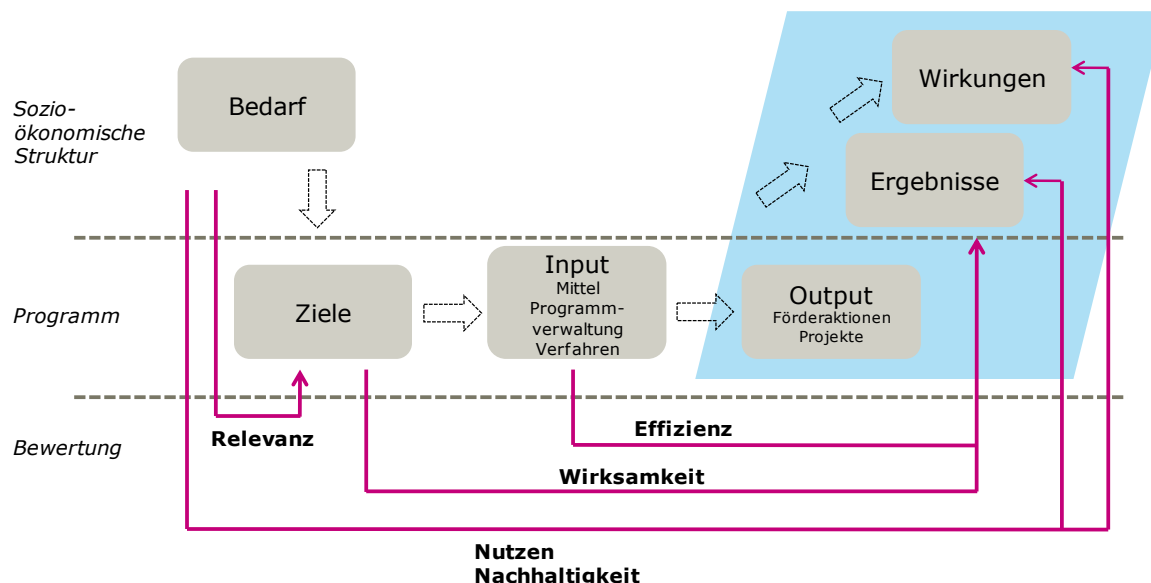 Sozio-
ökonomische
Struktur
Bedarf
Wirkungen
Ergebnisse
Programm
Ziele
Input
Mittel
Programm-
verwaltung
Verfahren
Output
Förderaktionen
Projekte
Bewertung
Relevanz
Effizienz
Wirksamkeit
Nutzen
Nachhaltigkeit